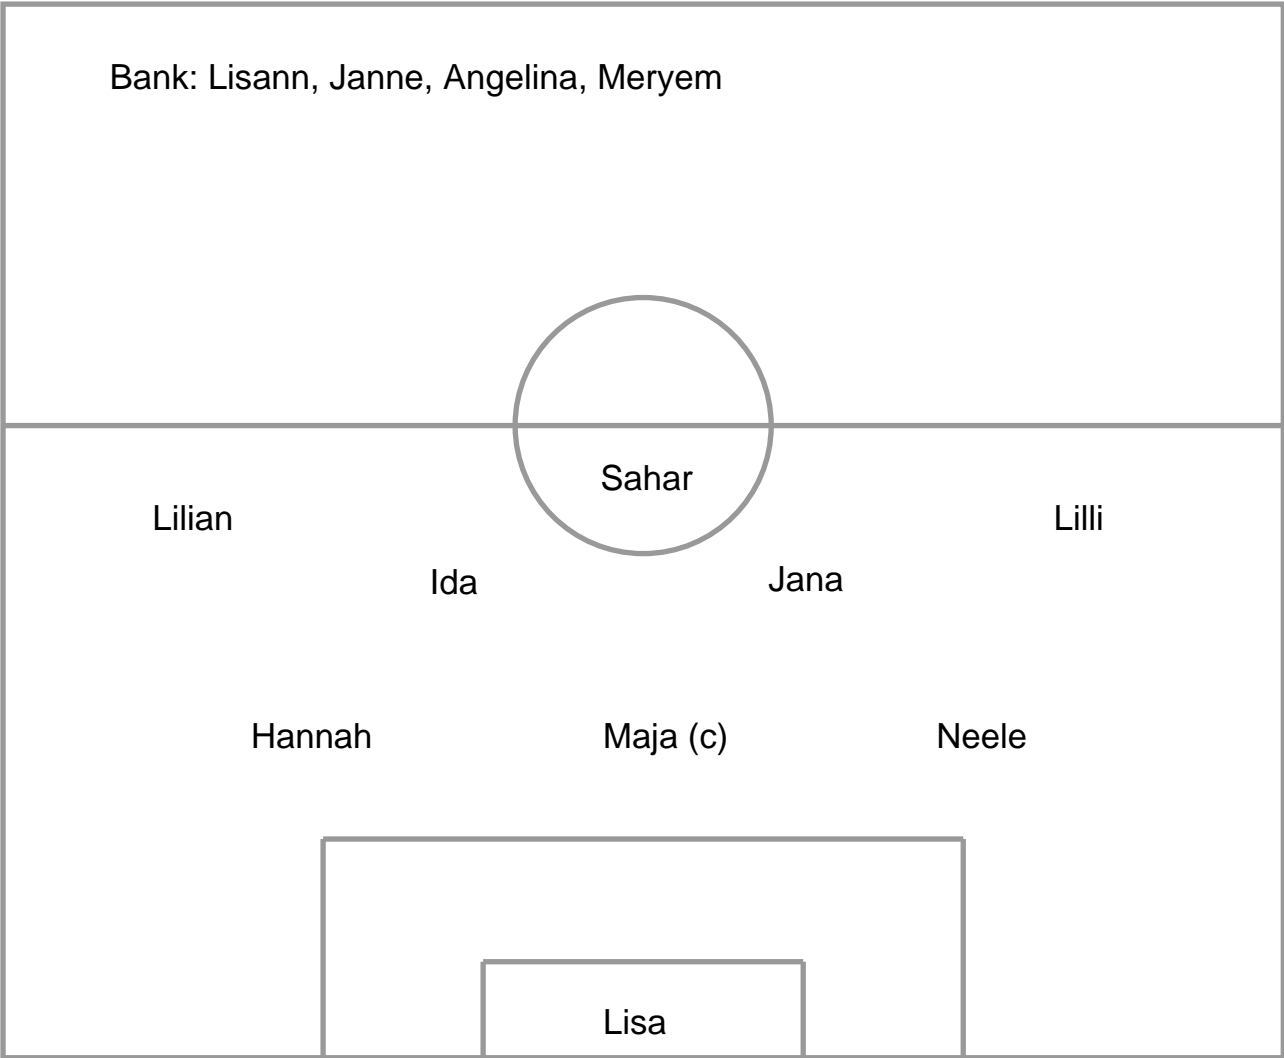 Bank: Lisann, Janne, Angelina, Meryem
Sahar
Lilian
Lilli
Ida
Jana
Hannah
Maja (c)
Neele
Lisa